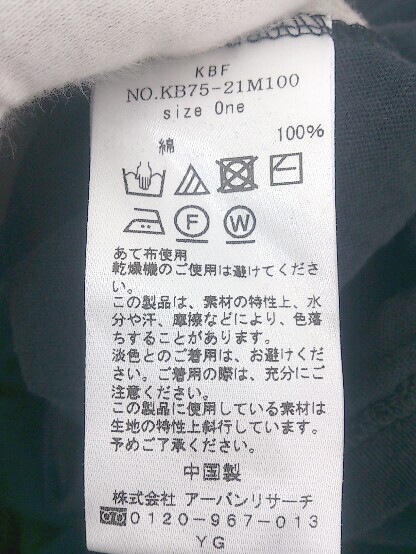 KBF
NO.KB75-21M100
size One
100%
綿
F W
あて布使用
乾燥機のご使用は避けてくださ
い。
この製品は、素材の特性上、水
分や汗、摩擦などにより、色落
ちすることがあります。
淡色とのご着用は、お避けくだ
さい。ご着用の際は、充分にご
注意ください。
この製品に使用している素材は
生地の特性上斜行しています。
予めご了承ください。
中国製
株式会社 アーバンリサーチ
0120-967-013
YG